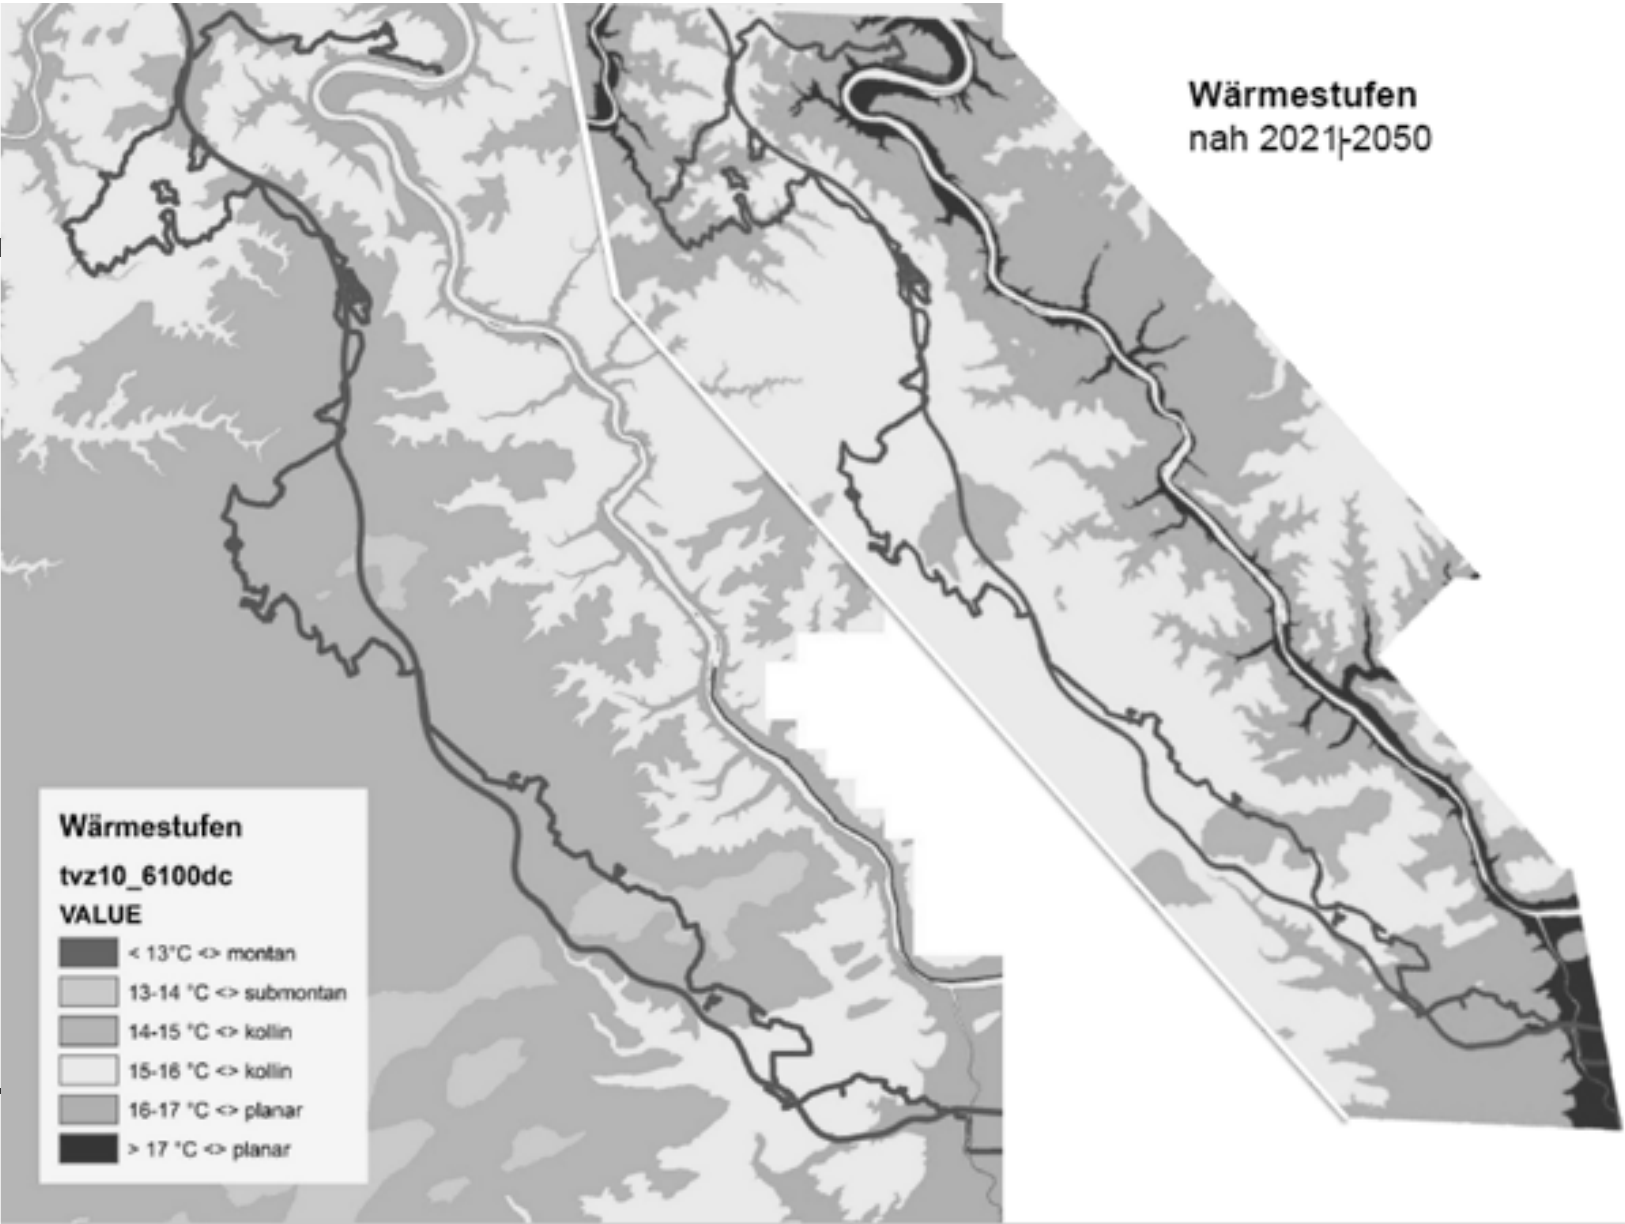 Wärmestufen
nah 2021-2050
Wärmestufen
tvz10_6100dc
VALUE
< 13°C <> montan
13-14 °C <> submontan
14-15 °C <> kollin
15-16 °C <> kollin
16-17 °C <> planar
> 17 °C <> planar